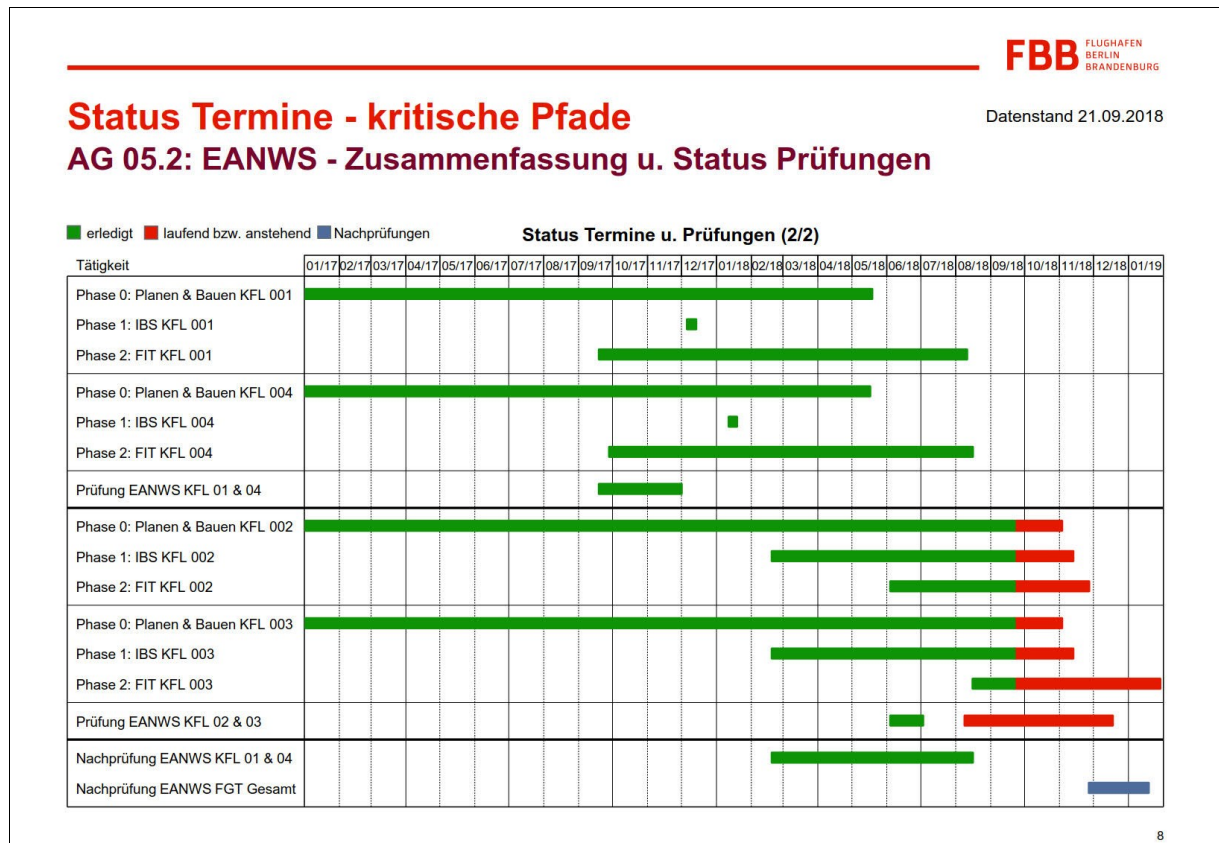 FBB FLUGHAFEN
BERLIN
BRANDENBURG
Status Termine - kritische Pfade
Datenstand 21.09.2018
AG 05.2: EANWS - Zusammenfassung u. Status Prüfungen
erledigt laufend bzw. anstehend Nachprüfungen
Status Termine u. Prüfungen (2/2)
Tätigkeit 01/17 02/17 03/17 04/17 05/17 06/17 07/17 08/17 09/17 10/17 11/17 12/17 01/18 02/18 03/18 04/18 05/18 06/18 07/18 08/18 09/18 10/18 11/18 12/18 01/19
Phase 0: Planen & Bauen KFL 001
Phase 1: IBS KFL 001
Phase 2: FIT KFL 001
Phase 0: Planen & Bauen KFL 004
Phase 1: IBS KFL 004
Phase 2: FIT KFL 004
Prüfung EANWS KFL 01 & 04
Phase 0: Planen & Bauen KFL 002
Phase 1: IBS KFL 002
Phase 2: FIT KFL 002
Phase 0: Planen & Bauen KFL 003
Phase 1: IBS KFL 003
Phase 2: FIT KFL 003
Prüfung EANWS KFL 02 & 03
Nachprüfung EANWS KFL 01 & 04
Nachprüfung EANWS FGT Gesamt
8